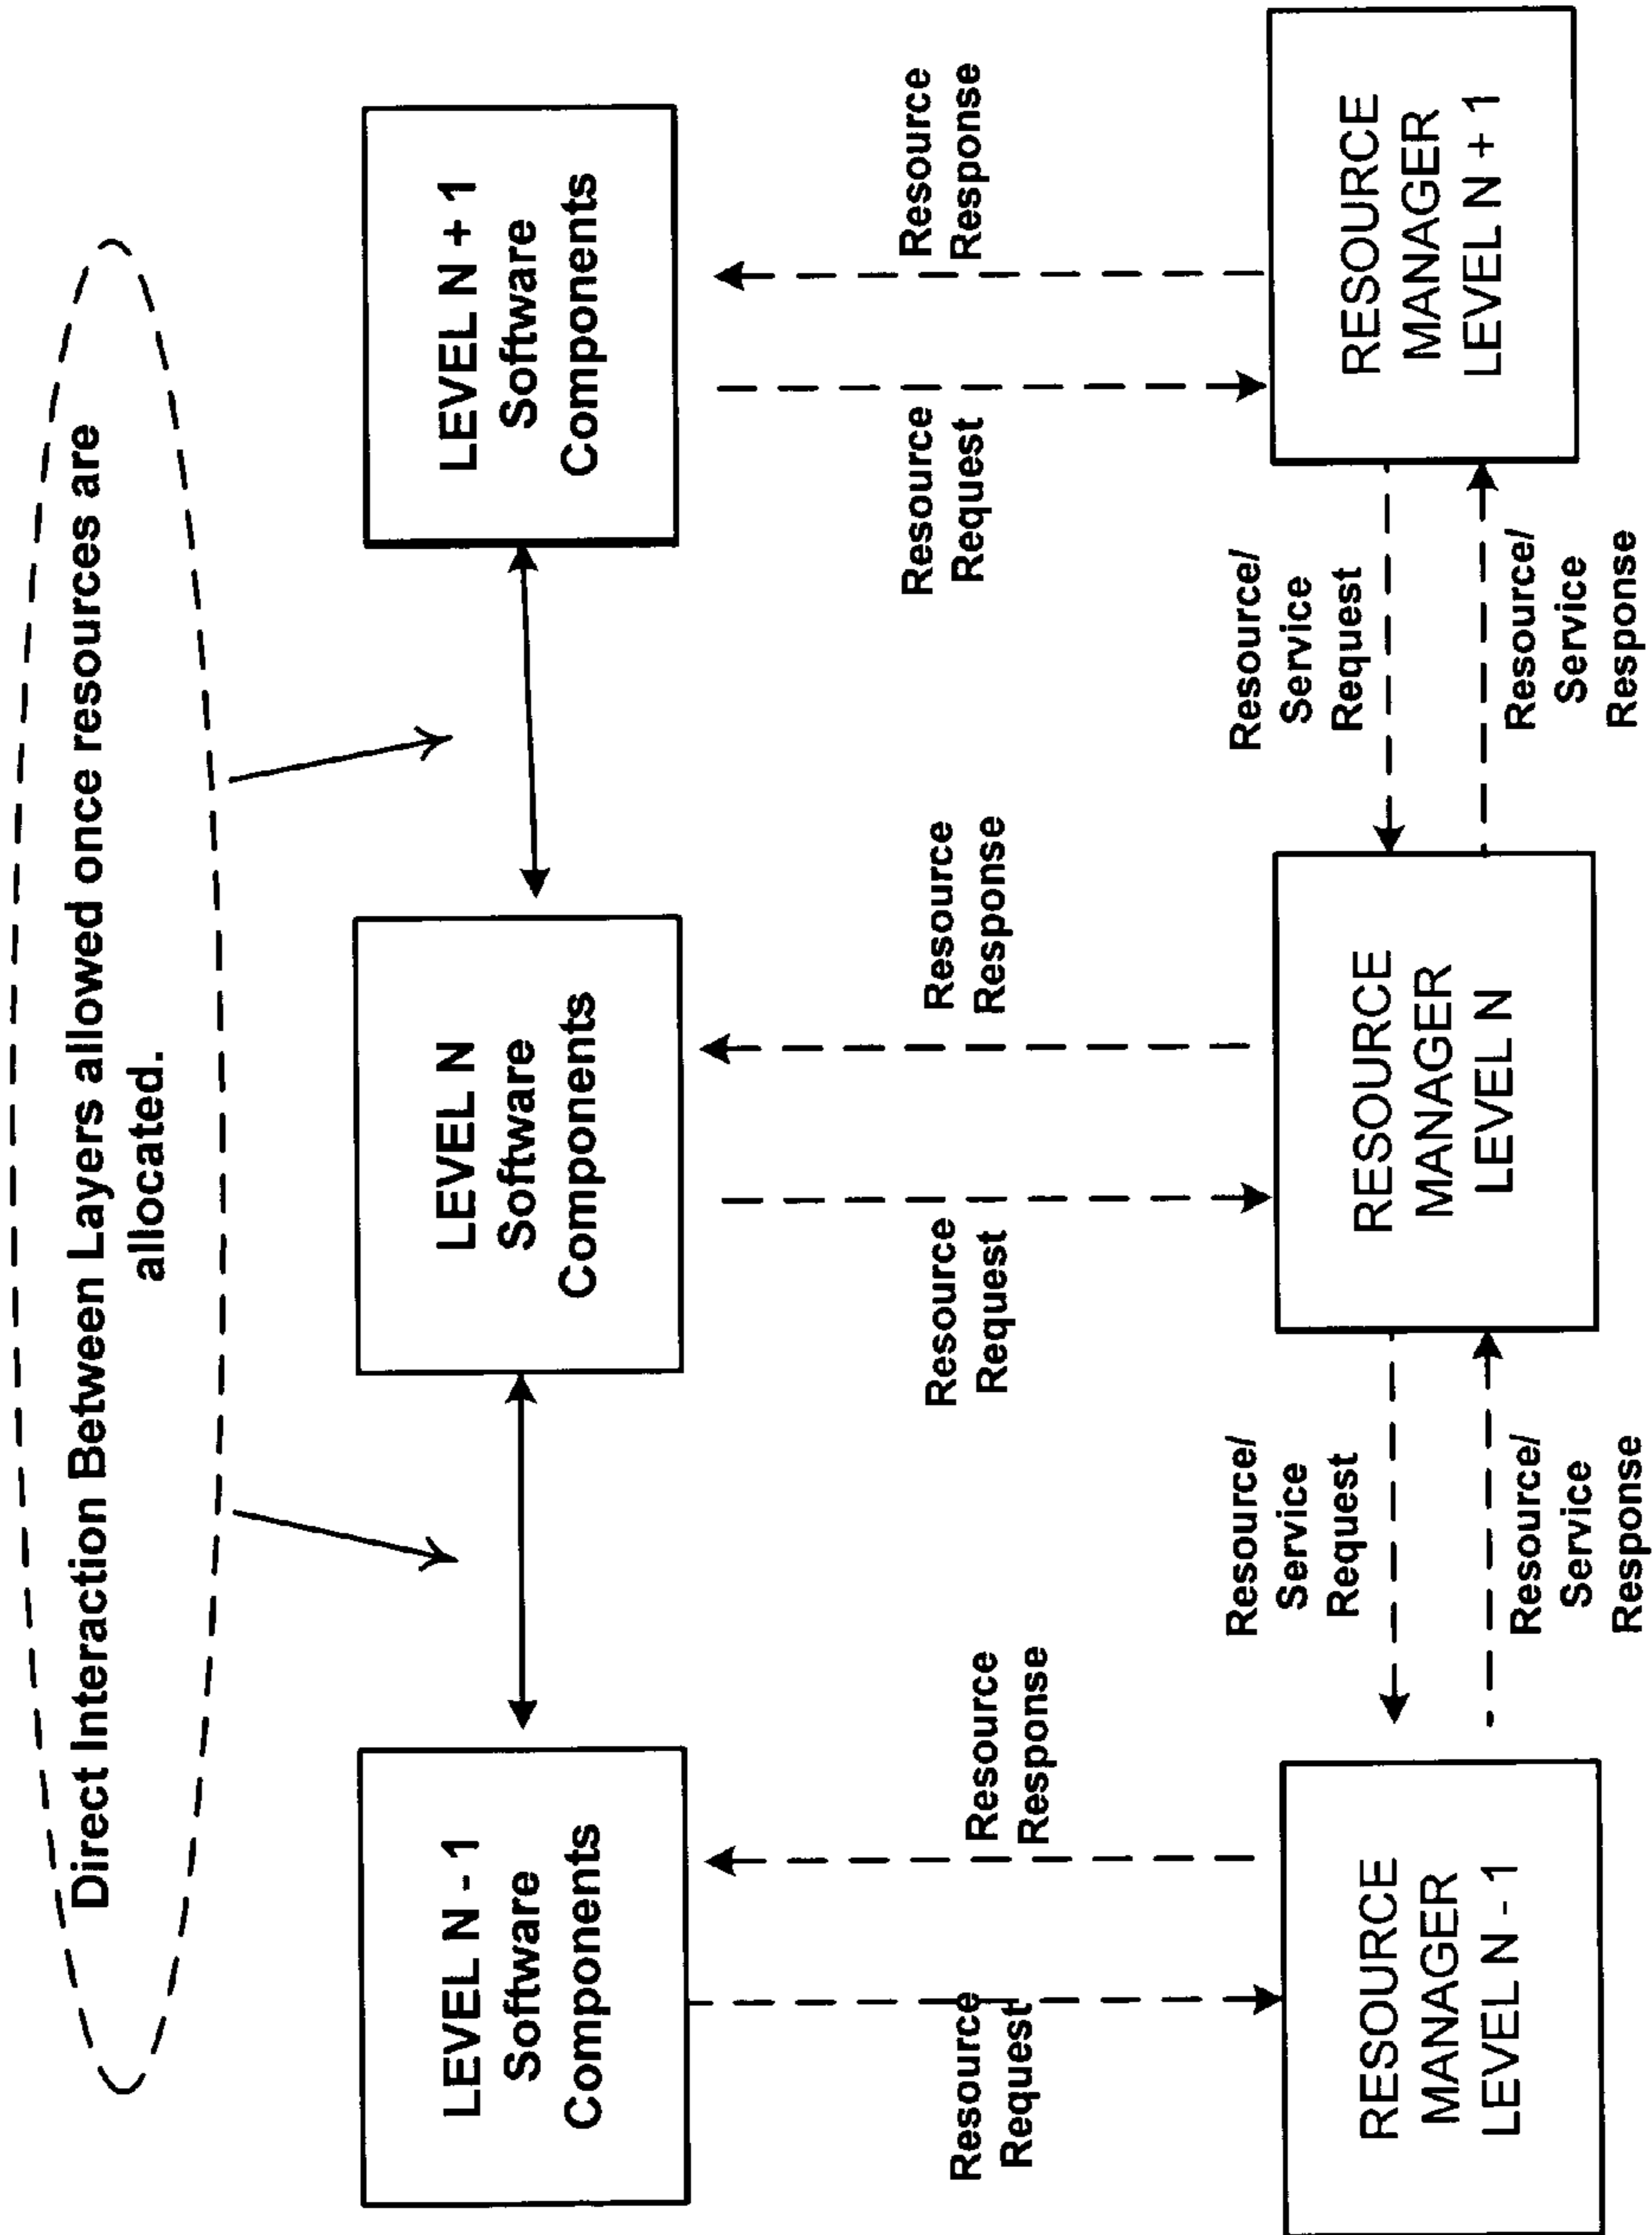 Direct Interaction Between Layers allowed once resources are
allocated.
LEVEL N - 1
Software
Components
LEVEL N
Software
Components
LEVEL N + 1
Software
Components
Resource
Request
Resource
Response
Resource
Request
Resource
Response
Resource
Request
Resource
Response
Resource/
Service
Request
Resource/
Service
Request
RESOURCE
MANAGER
LEVEL N - 1
Resource/
Service
Response
RESOURCE
MANAGER
LEVEL N
Resource/
Service
Response
RESOURCE
MANAGER
LEVEL N + 1